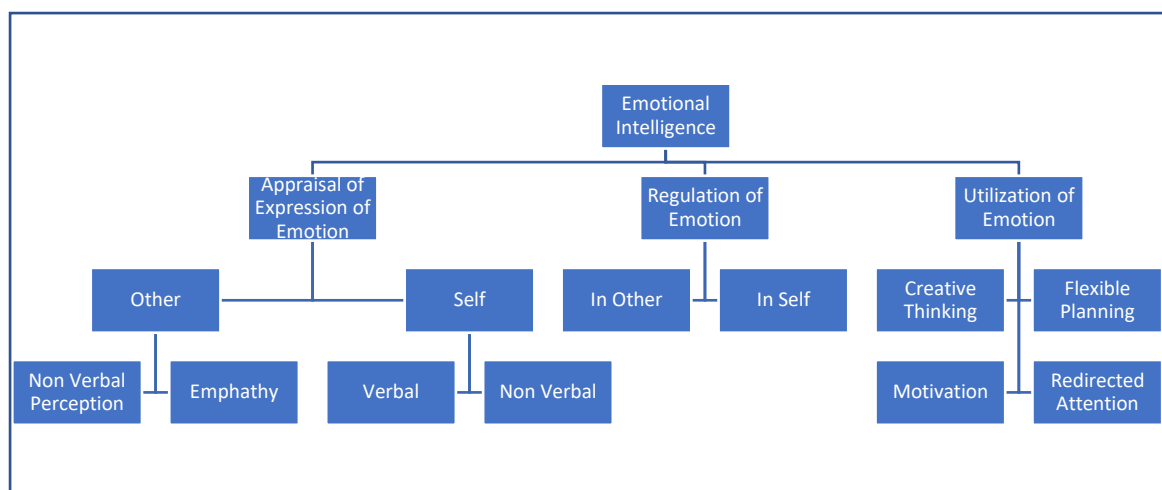 Emotional
Intelligence
Appraisal of
Expression of
Emotion
Regulation of
Emotion
Utilization of
Emotion
Other
Self
In Other
In Self
Creative
Thinking
Flexible
Planning
Non Verbal
Perception
Emphathy
Verbal
Non Verbal
Motivation
Redirected
Attention